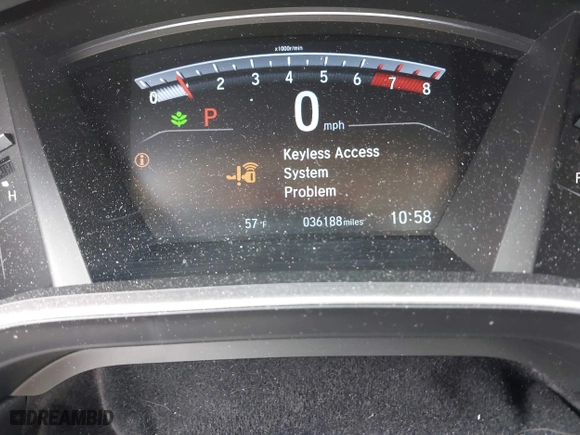 x1000r/min
0 2 3 4 5 6 7 8
P
0 mph
Keyless Access
System
Problem
57°F 036188 miles 10:58
H
DREAMBID